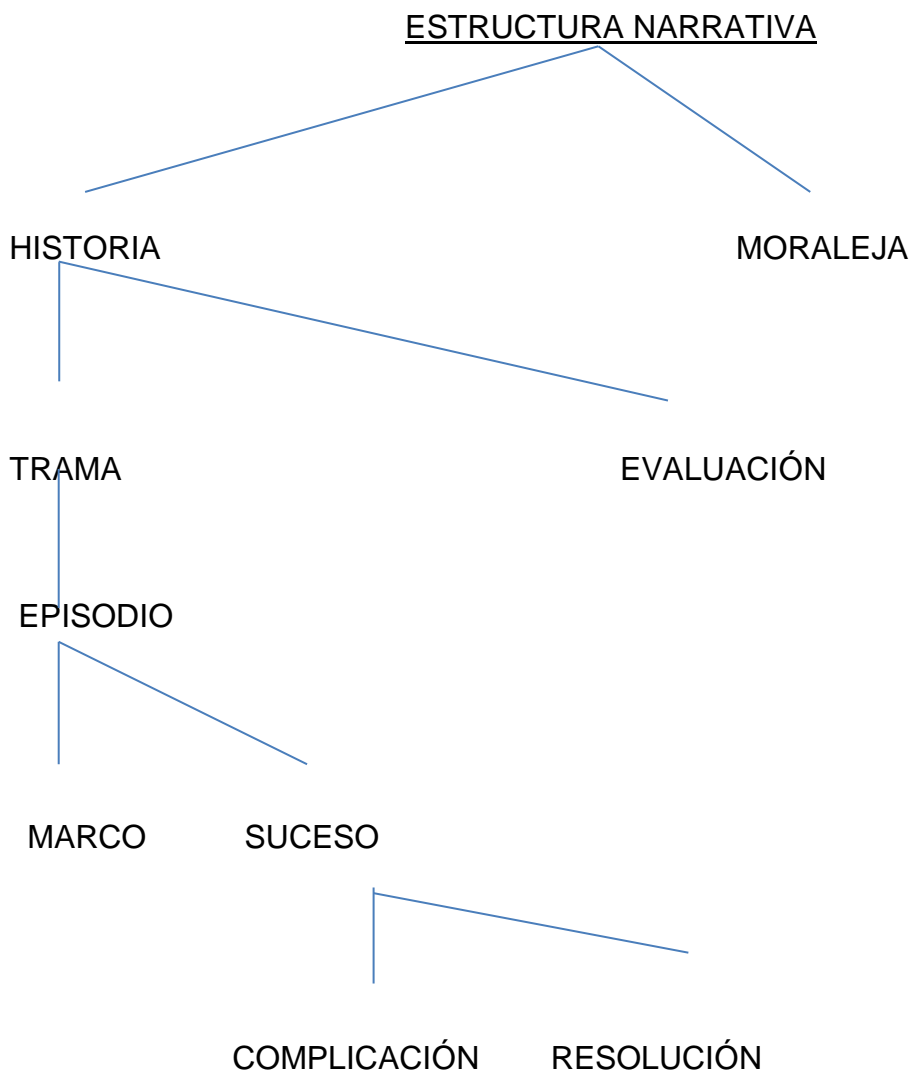 ESTRUCTURA NARRATIVA
HISTORIA MORALEJA
TRAMA EVALUACIÓN
EPISODIO
MARCO SUCESO
COMPLICACIÓN RESOLUCIÓN